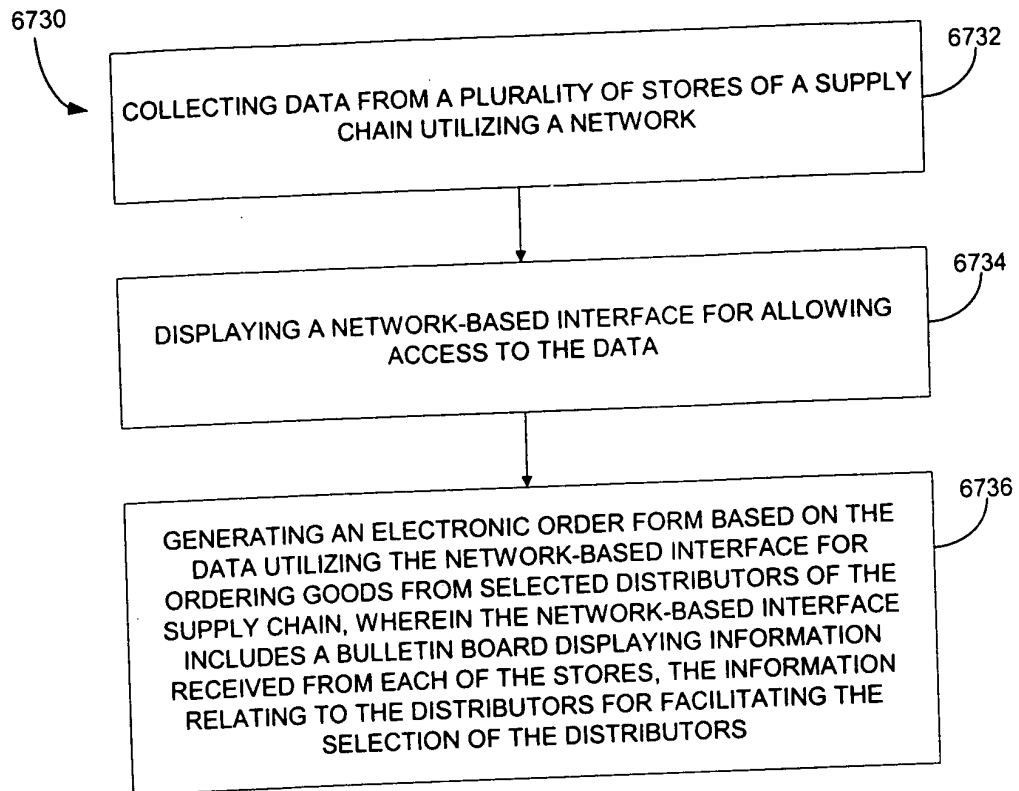 6730
6732
COLLECTING DATA FROM A PLURALITY OF STORES OF A SUPPLY
CHAIN UTILIZING A NETWORK
6734
DISPLAYING A NETWORK-BASED INTERFACE FOR ALLOWING
ACCESS TO THE DATA
6736
GENERATING AN ELECTRONIC ORDER FORM BASED ON THE
DATA UTILIZING THE NETWORK-BASED INTERFACE FOR
ORDERING GOODS FROM SELECTED DISTRIBUTORS OF THE
SUPPLY CHAIN, WHEREIN THE NETWORK-BASED INTERFACE
INCLUDES A BULLETIN BOARD DISPLAYING INFORMATION
RECEIVED FROM EACH OF THE STORES, THE INFORMATION
RELATING TO THE DISTRIBUTORS FOR FACILITATING THE
SELECTION OF THE DISTRIBUTORS